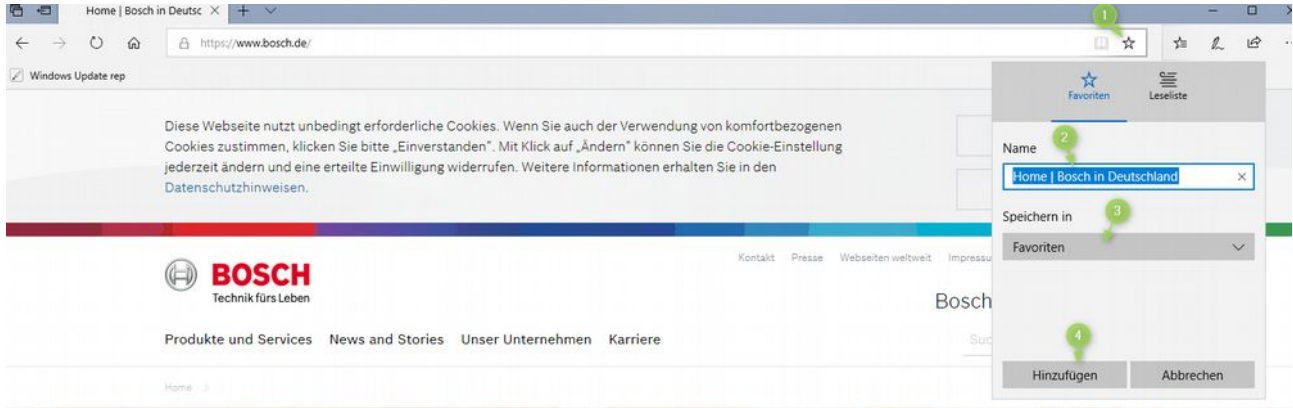 Home | Bosch in Deutsc
1
https://www.bosch.de/
Windows Update rep
Favoriten
Leseliste
Diese Webseite nutzt unbedingt erforderliche Cookies. Wenn Sie auch der Verwendung von komfortbezogenen
Cookies zustimmen, klicken Sie bitte „Einverstanden". Mit Klick auf „Ändern" können Sie die Cookie-Einstellung
jederzeit ändern und eine erteilte Einwilligung widerrufen. Weitere Informationen erhalten Sie in den
Datenschutzhinweisen.
2
Name
Home | Bosch in Deutschland
Speichern in
3
Favoriten
Kontakt Presse Webseiten weltweit Impressu
BOSCH
Technik fürs Leben
Bosch
Produkte und Services News and Stories Unser Unternehmen Karriere
Suc
4
Hinzufügen
Abbrechen
Home